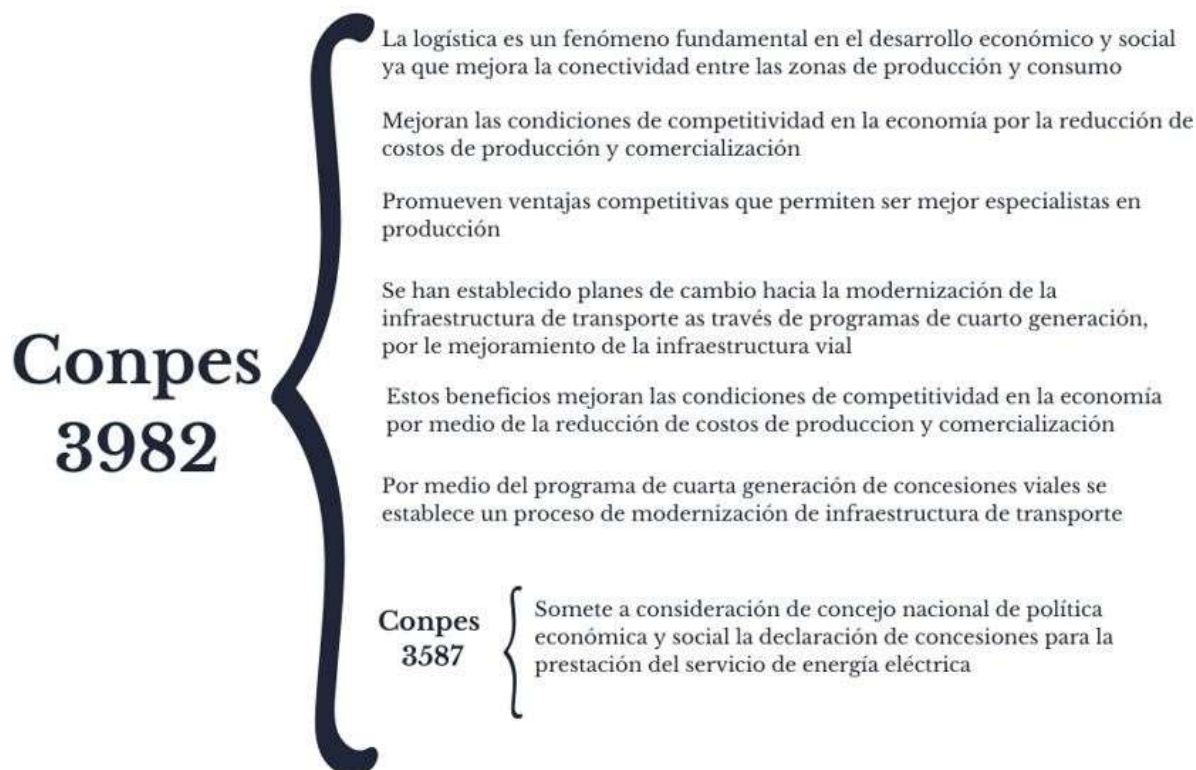 Conpes
3982
La logística es un fenómeno fundamental en el desarrollo económico y social
ya que mejora la conectividad entre las zonas de producción y consumo
Mejoran las condiciones de competitividad en la economía por la reducción de
costos de producción y comercialización
Promueven ventajas competitivas que permiten ser mejor especialistas en
producción
Se han establecido planes de cambio hacia la modernización de la
infraestructura de transporte as través de programas de cuarto generación,
por le mejoramiento de la infraestructura vial
Estos beneficios mejoran las condiciones de competitividad en la economía
por medio de la reducción de costos de produccion y comercialización
Por medio del programa de cuarta generación de concesiones viales se
establece un proceso de modernización de infraestructura de transporte
Conpes
3587
Somete a consideración de concejo nacional de política
económica y social la declaración de concesiones para la
prestación del servicio de energía eléctrica